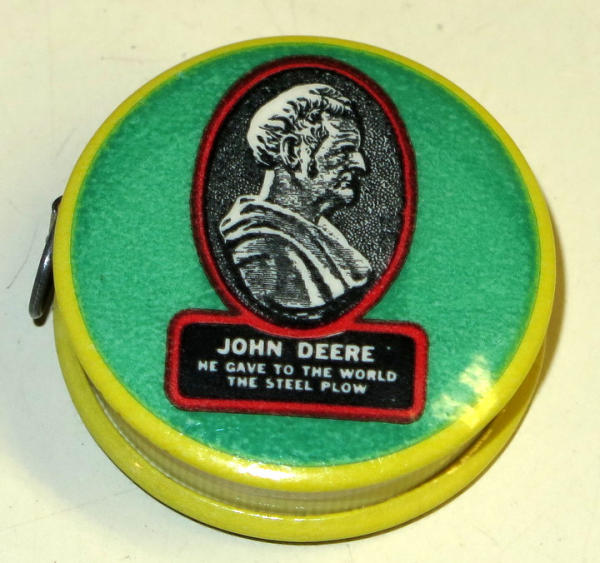 JOHN DEERE
HE GAVE TO THE WORLD
THE STEEL PLOW